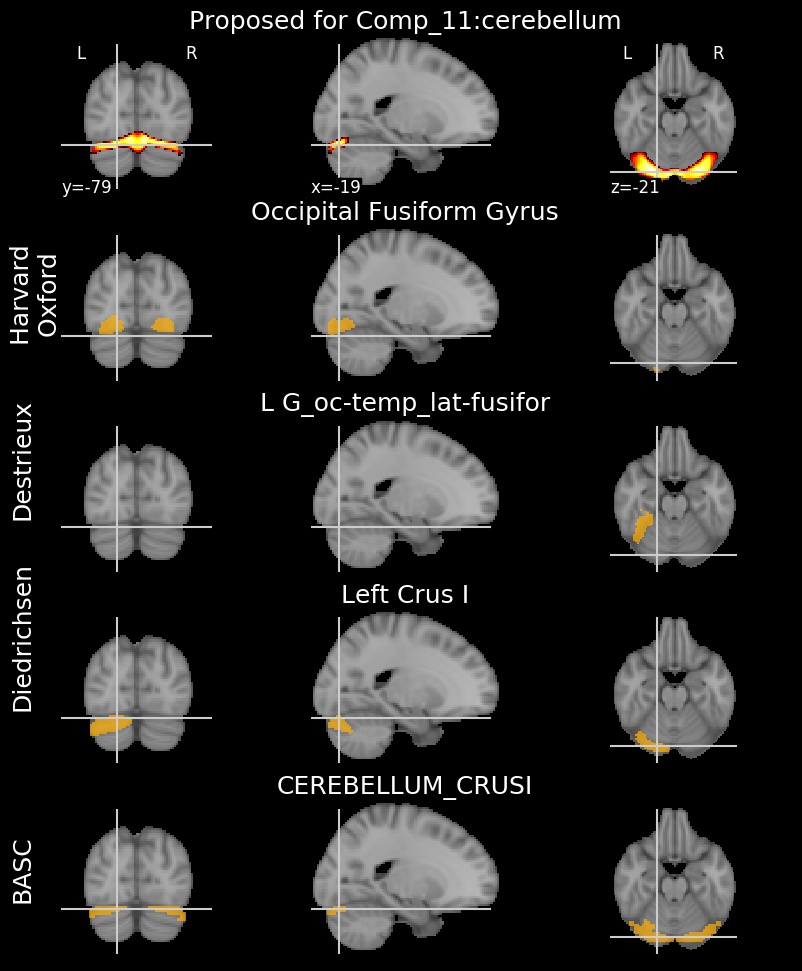 Proposed for Comp_11:cerebellum
L R L R
y=-79 x=-19 z=-21
Occipital Fusiform Gyrus
Harvard
Oxford
L G_oc-temp_lat-fusifor
Destrieux
Left Crus I
Diedrichsen
CEREBELLUM_CRUSI
BASC